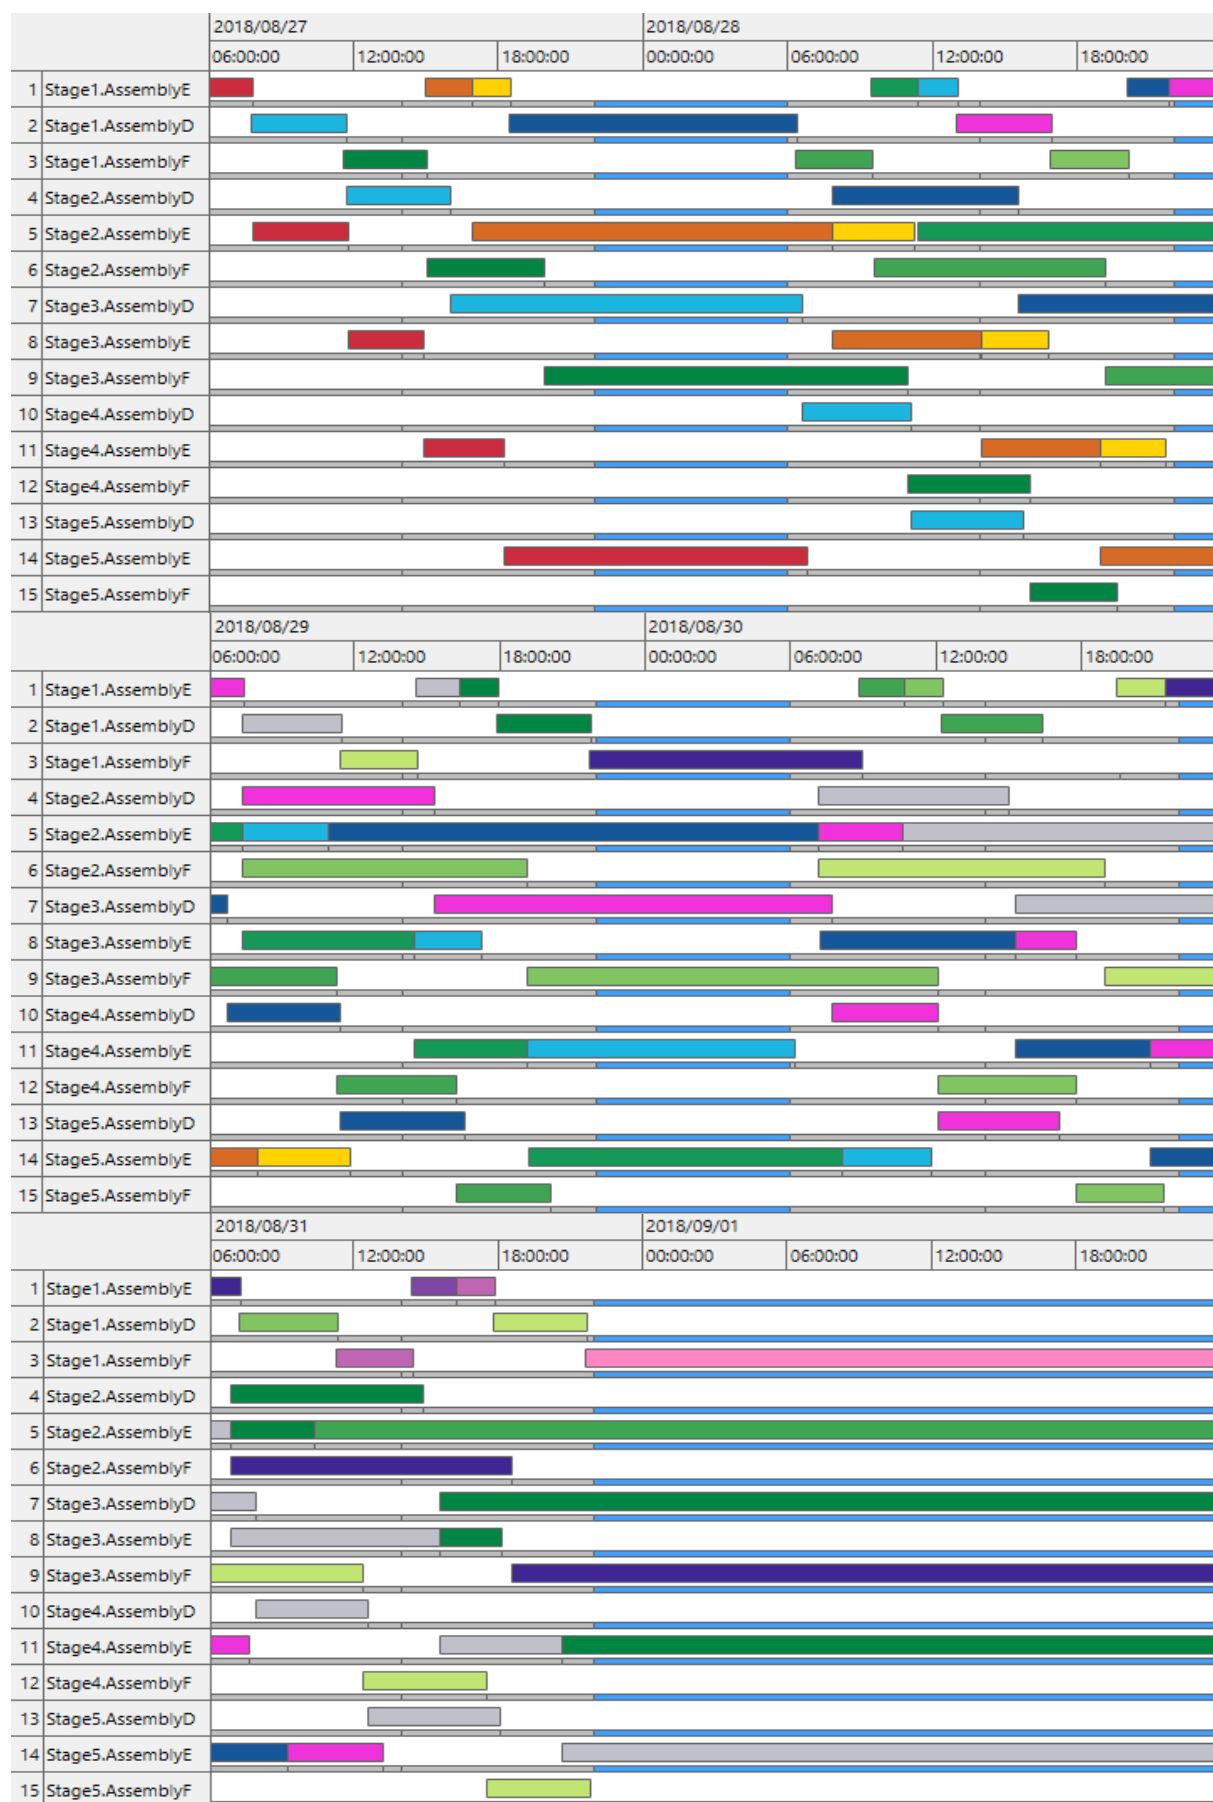 2018/08/27 2018/08/28
06:00:00 12:00:00 18:00:00 00:00:00 06:00:00 12:00:00 18:00:00
1 Stage1.AssemblyE
2 Stage1.AssemblyD
3 Stage1.AssemblyF
4 Stage2.AssemblyD
5 Stage2.AssemblyE
6 Stage2.AssemblyF
7 Stage3.AssemblyD
8 Stage3.AssemblyE
9 Stage3.AssemblyF
10 Stage4.AssemblyD
11 Stage4.AssemblyE
12 Stage4.AssemblyF
13 Stage5.AssemblyD
14 Stage5.AssemblyE
15 Stage5.AssemblyF
2018/08/29 2018/08/30
06:00:00 12:00:00 18:00:00 00:00:00 06:00:00 12:00:00 18:00:00
1 Stage1.AssemblyE
2 Stage1.AssemblyD
3 Stage1.AssemblyF
4 Stage2.AssemblyD
5 Stage2.AssemblyE
6 Stage2.AssemblyF
7 Stage3.AssemblyD
8 Stage3.AssemblyE
9 Stage3.AssemblyF
10 Stage4.AssemblyD
11 Stage4.AssemblyE
12 Stage4.AssemblyF
13 Stage5.AssemblyD
14 Stage5.AssemblyE
15 Stage5.AssemblyF
2018/08/31 2018/09/01
06:00:00 12:00:00 18:00:00 00:00:00 06:00:00 12:00:00 18:00:00
1 Stage1.AssemblyE
2 Stage1.AssemblyD
3 Stage1.AssemblyF
4 Stage2.AssemblyD
5 Stage2.AssemblyE
6 Stage2.AssemblyF
7 Stage3.AssemblyD
8 Stage3.AssemblyE
9 Stage3.AssemblyF
10 Stage4.AssemblyD
11 Stage4.AssemblyE
12 Stage4.AssemblyF
13 Stage5.AssemblyD
14 Stage5.AssemblyE
15 Stage5.AssemblyF